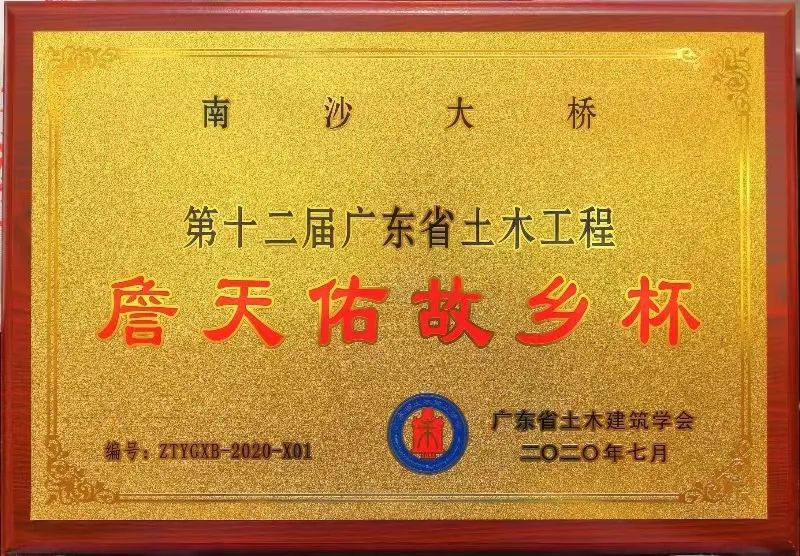 南沙大桥
第十二届广东省土木工程
詹天佑故乡杯
编号：ZTYGXB-2020-X01
广东省土木建筑学会
二〇二〇年七月